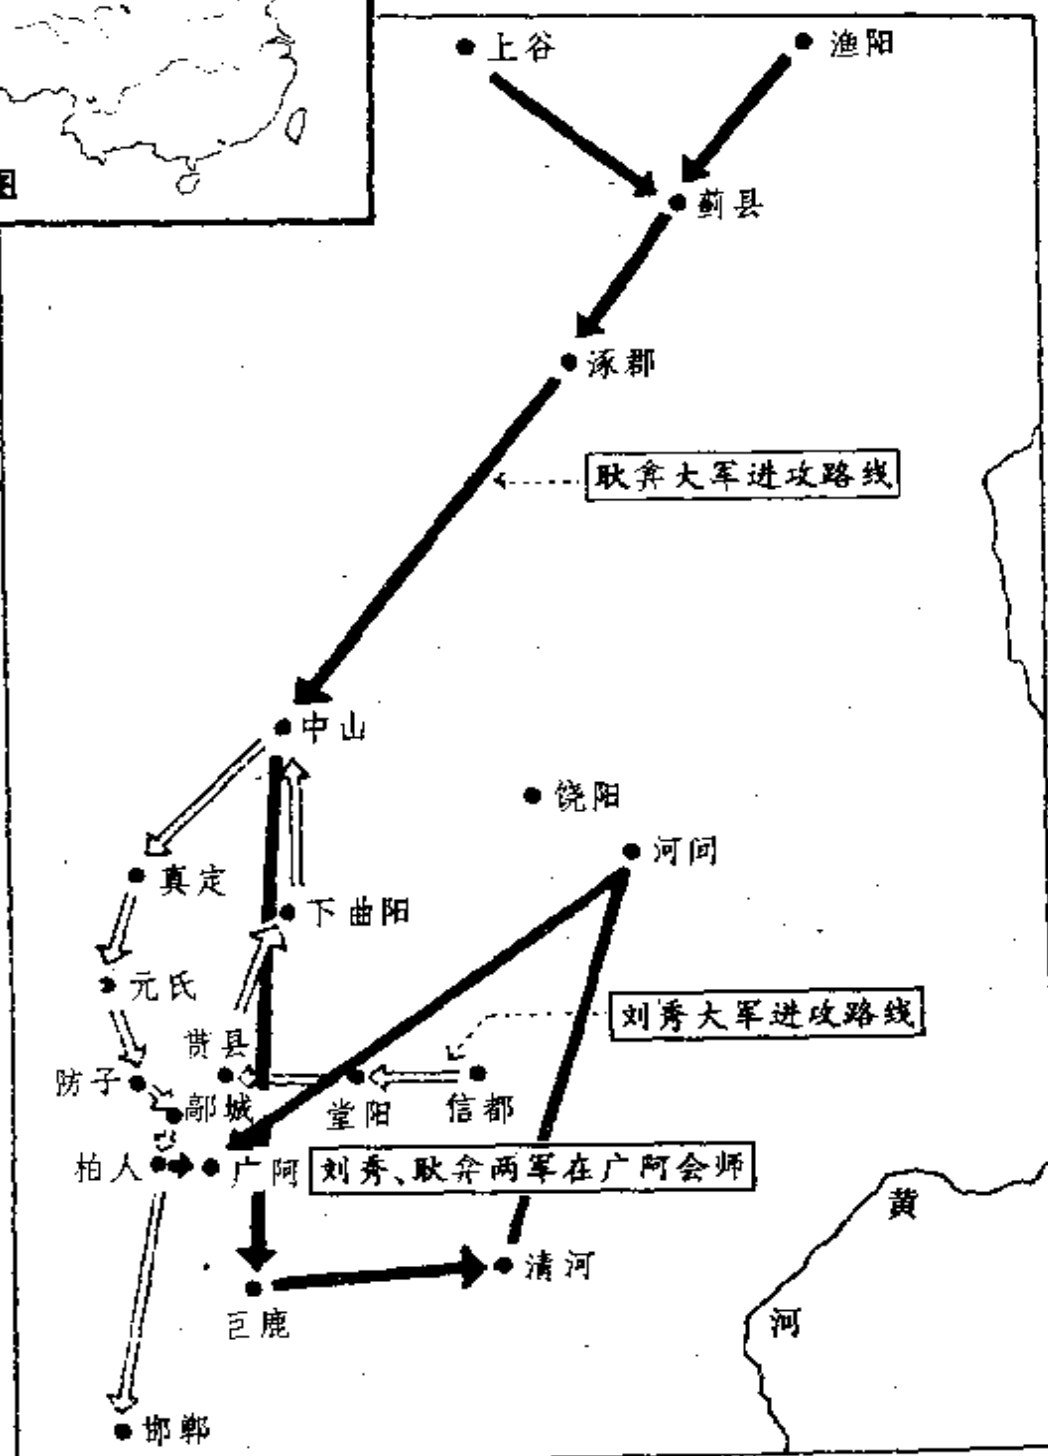 图
上谷
渔阳
蓟县
涿郡
耿弇大军进攻路线
中山
饶阳
河间
真定
下曲阳
元氏
刘秀大军进攻路线
贳县
防子
鄗城
堂阳
信都
柏人
广阿
刘秀、耿弇两军在广阿会师
黄
清河
巨鹿
河
邯郸